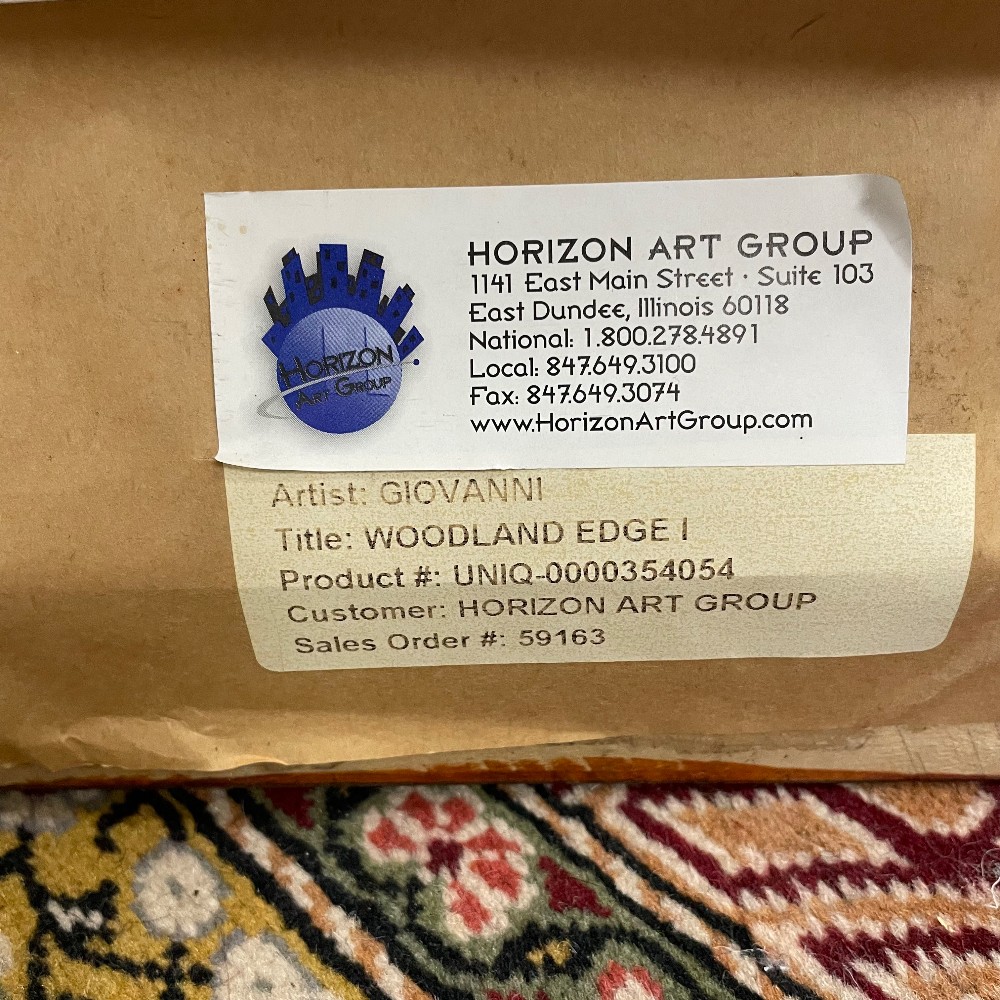 HORIZON
ART GROUP
HORIZON ART GROUP
1141 East Main Street · Suite 103
East Dundee, Illinois 60118
National: 1.800.278.4891
Local: 847.649.3100
Fax: 847.649.3074
www.HorizonArtGroup.com
Artist: GIOVANNI
Title: WOODLAND EDGE I
Product #: UNIQ-0000354054
Customer: HORIZON ART GROUP
Sales Order #: 59163